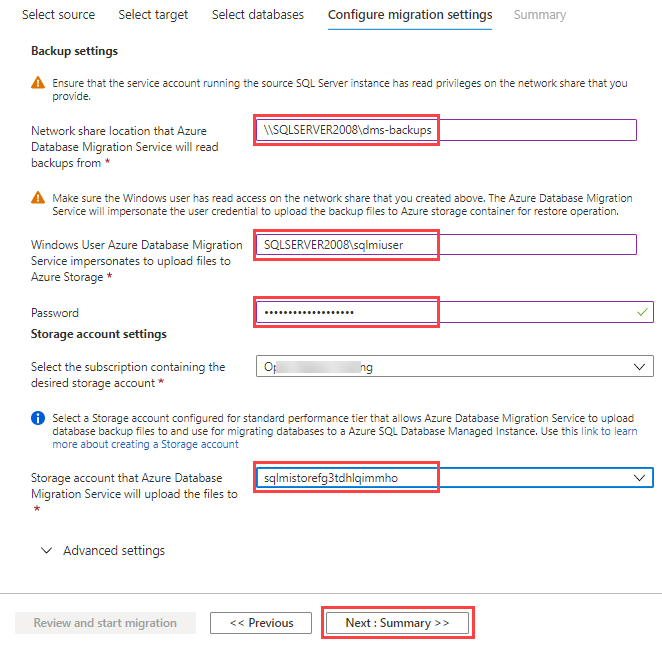 Select source Select target Select databases Configure migration settings Summary
Backup settings
Ensure that the service account running the source SQL Server instance has read privileges on the network share that you
provide.
Network share location that Azure
Database Migration Service will read
backups from *
\\SQLSERVER2008\dms-backups
Make sure the Windows user has read access on the network share that you created above. The Azure Database Migration
Service will impersonate the user credential to upload the backup files to Azure storage container for restore operation.
Windows User Azure Database Migration
Service impersonates to upload files to
Azure Storage *
SQLSERVER2008\sqlmiuser
Password
•••••••••••••••••••
Storage account settings
Select the subscription containing the
desired storage account *
Select a Storage account configured for standard performance tier that allows Azure Database Migration Service to upload
database backup files to and use for migrating databases to a Azure SQL Database Managed Instance. Use this link to learn
more about creating a Storage account
Storage account that Azure Database
Migration Service will upload the files to
*
sqlmistorefg3tdhlqimmho
Advanced settings
Review and start migration << Previous Next : Summary >>